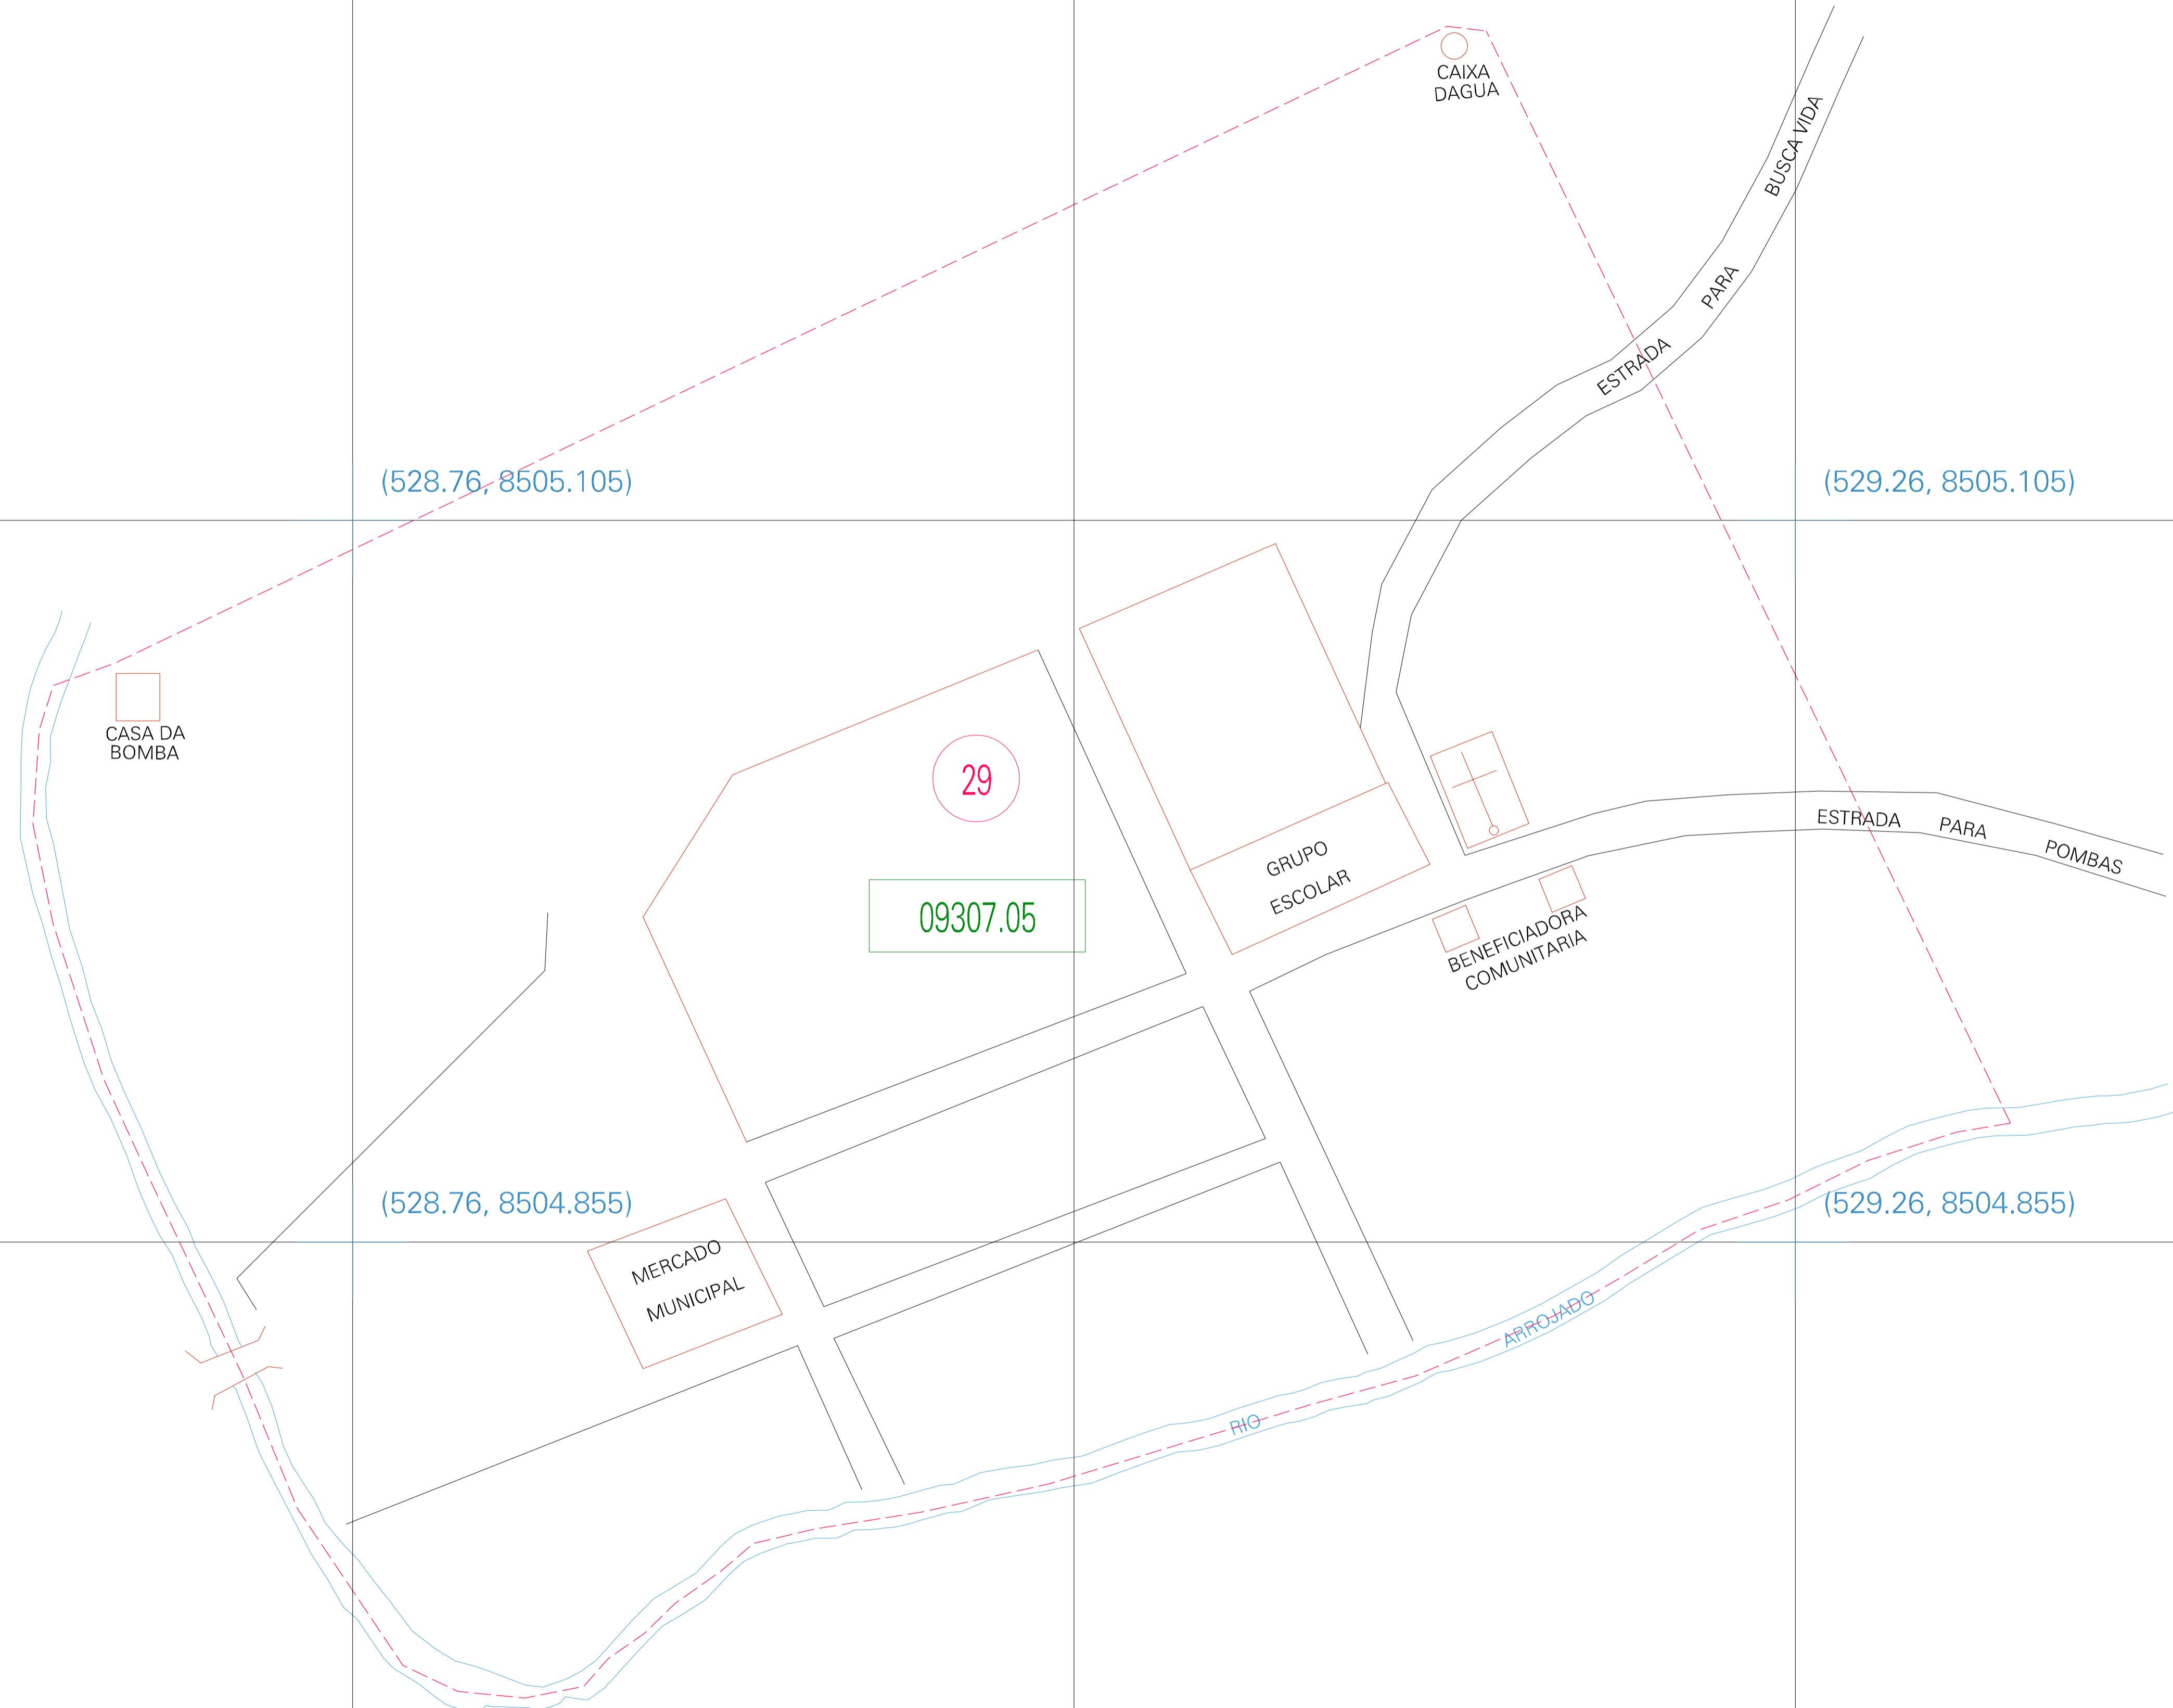 CAIXA
DAGUA
ESTRADA PARA BUSCA VIDA
(528.76, 8505.105)
(529.26, 8505.105)
CASA DA
BOMBA
29
ESTRADA PARA POMBAS
GRUPO
ESCOLAR
09307.05
BENEFICIADORA
COMUNITARIA
(528.76, 8504.855)
(529.26, 8504.855)
MERCADO
MUNICIPAL
RIO ARROJADO